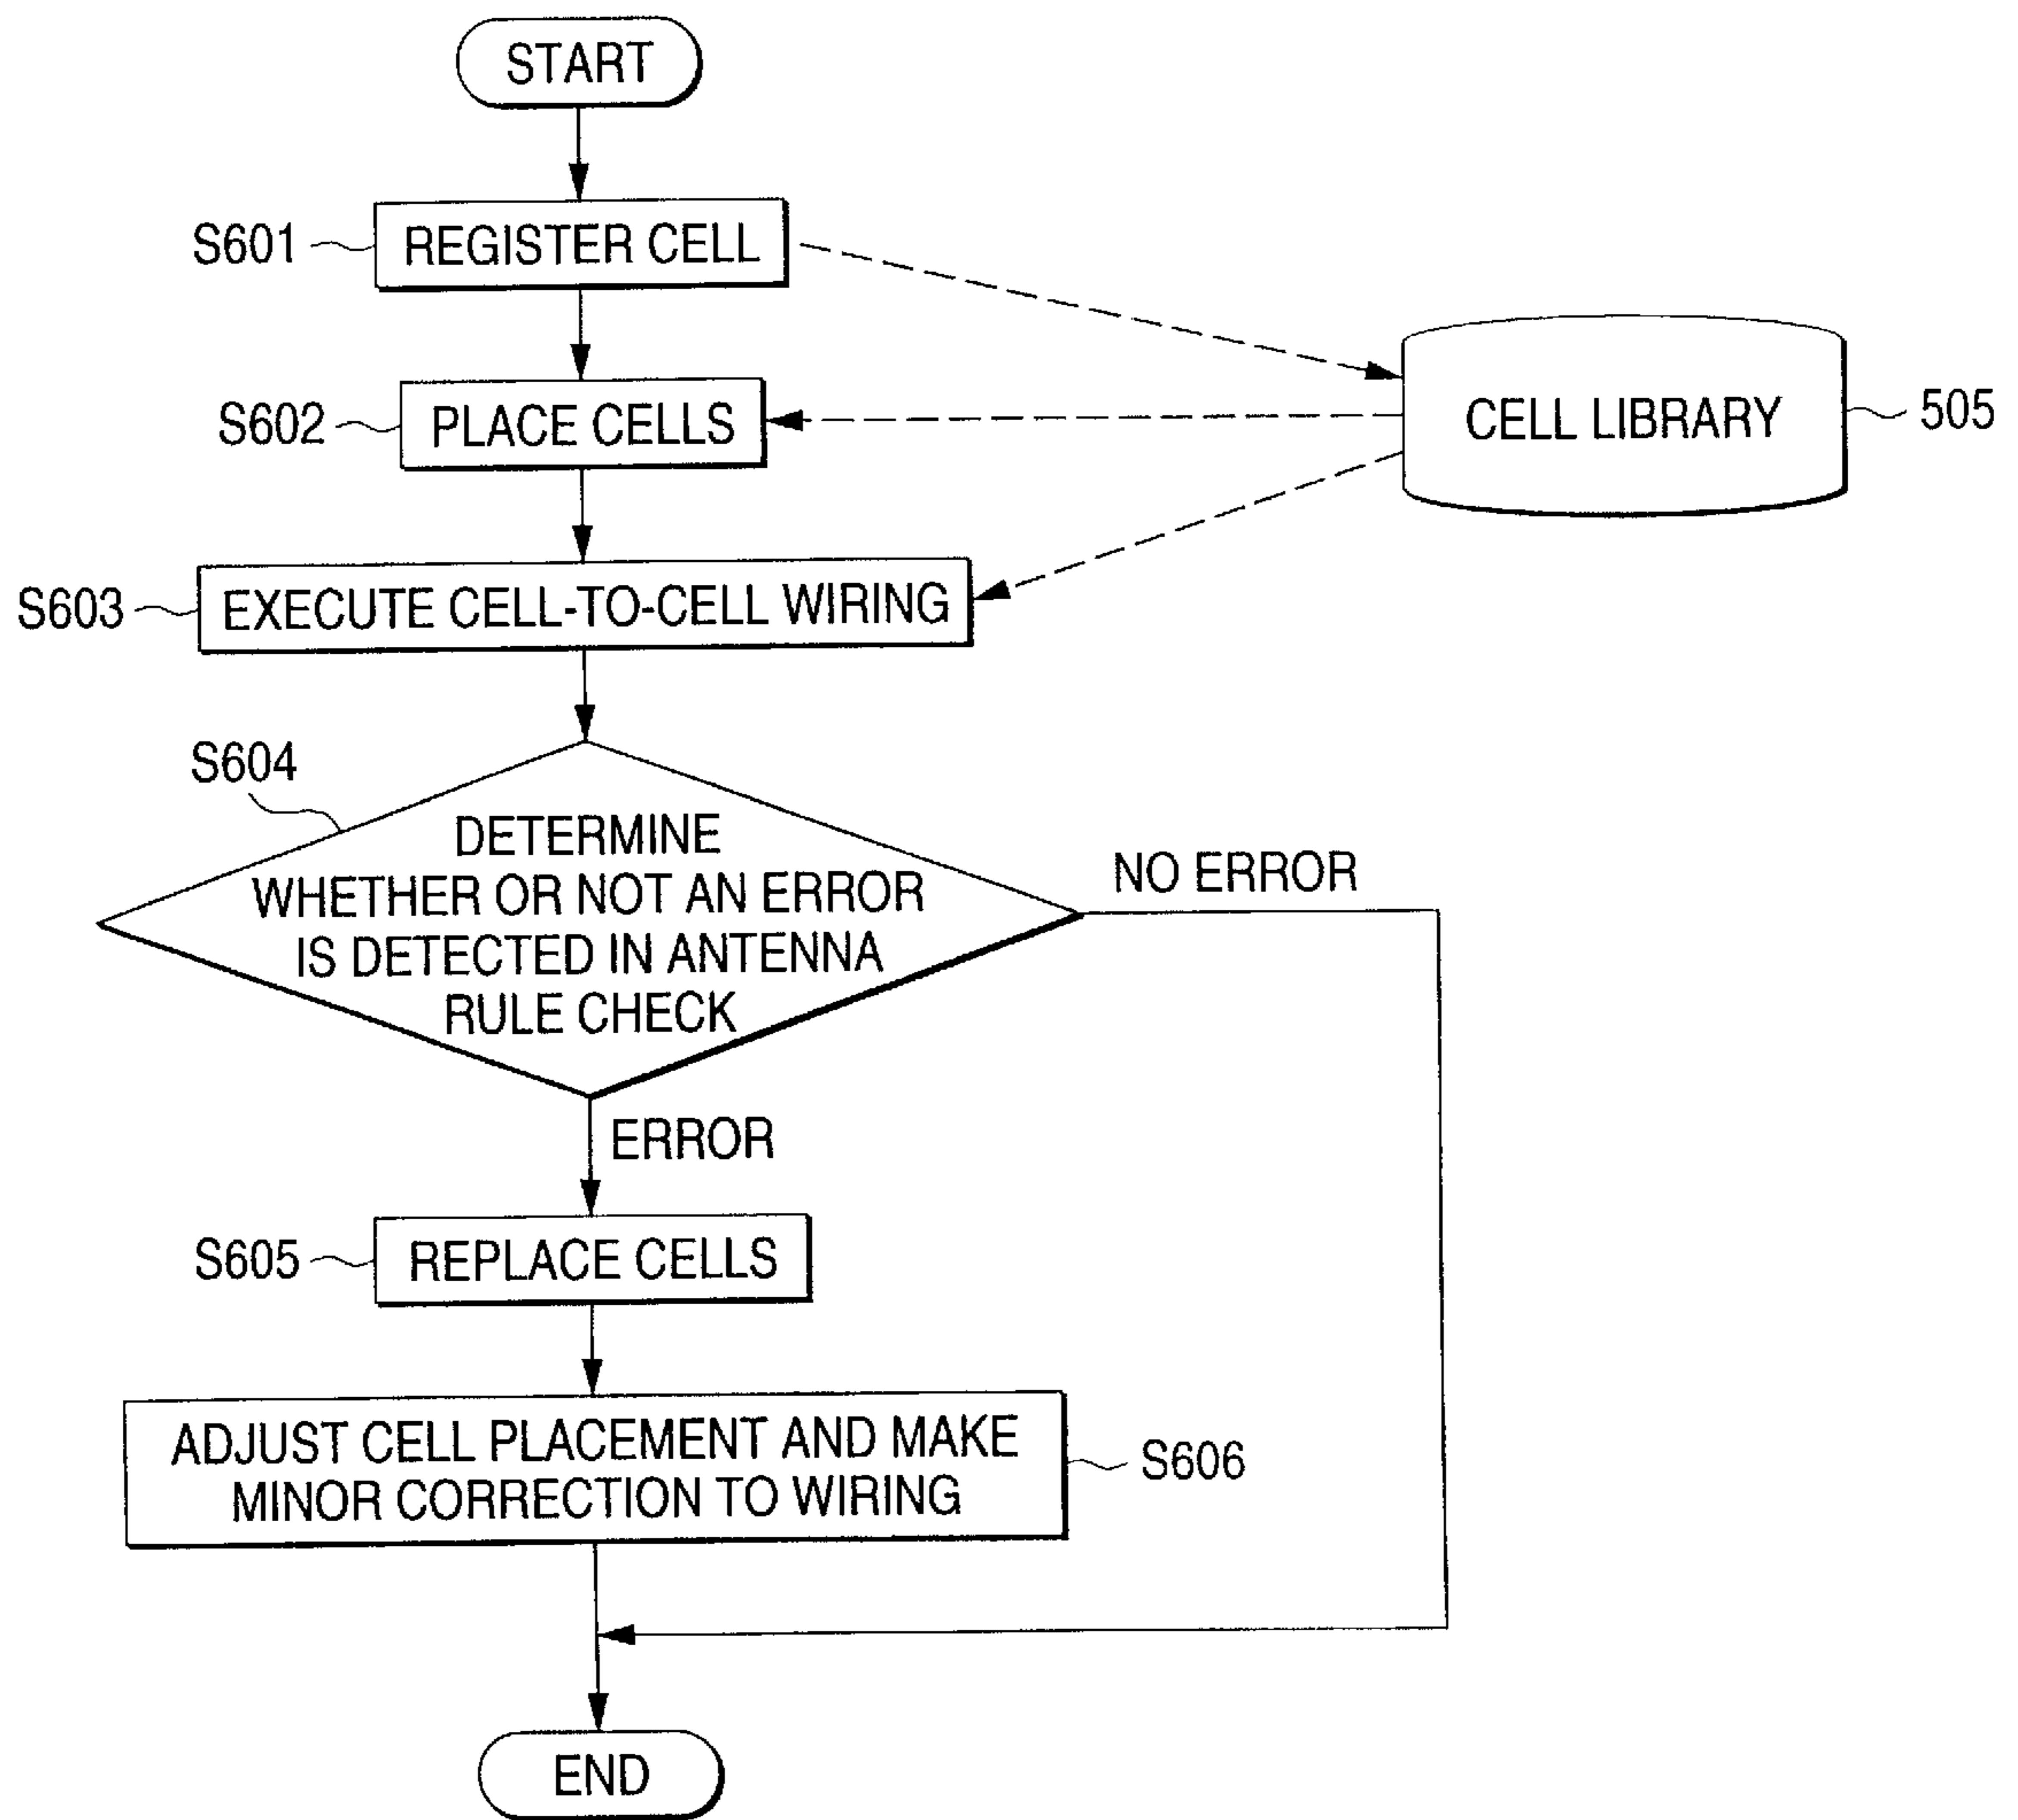 START
S601
REGISTER CELL
S602
PLACE CELLS
CELL LIBRARY
505
S603
EXECUTE CELL-TO-CELL WIRING
S604
DETERMINE
WHETHER OR NOT AN ERROR
IS DETECTED IN ANTENNA
RULE CHECK
NO ERROR
ERROR
S605
REPLACE CELLS
ADJUST CELL PLACEMENT AND MAKE
MINOR CORRECTION TO WIRING
S606
END